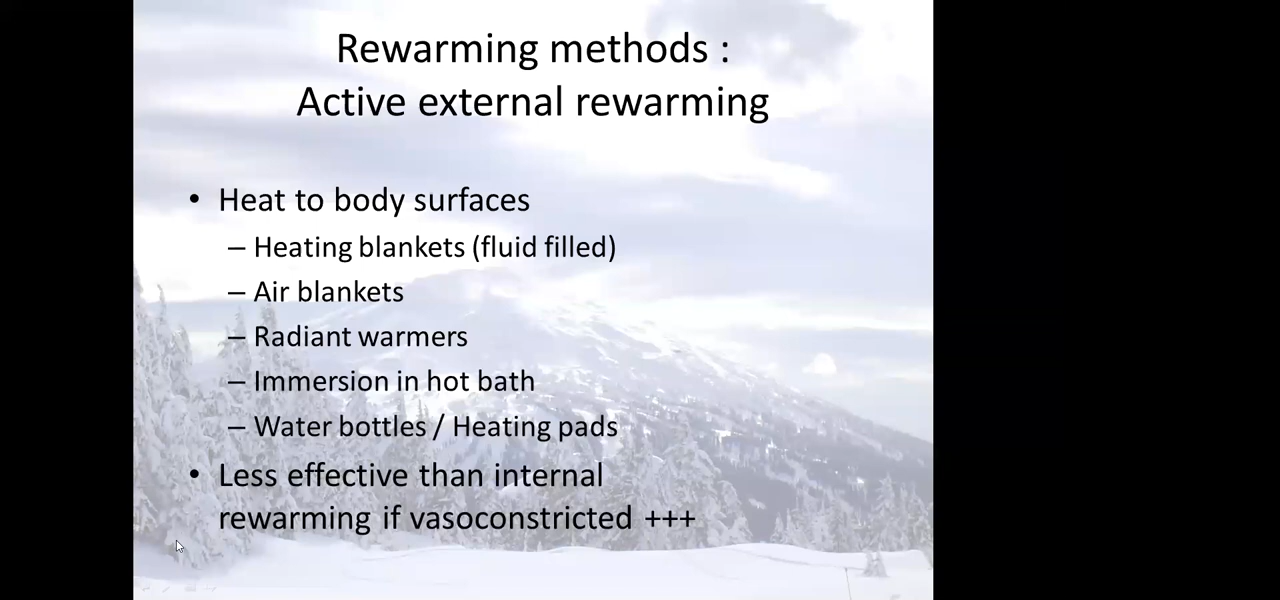 Rewarming methods :
Active external rewarming
• Heat to body surfaces
– Heating blankets (fluid filled)
– Air blankets
– Radiant warmers
– Immersion in hot bath
– Water bottles / Heating pads
• Less effective than internal
rewarming if vasoconstricted +++